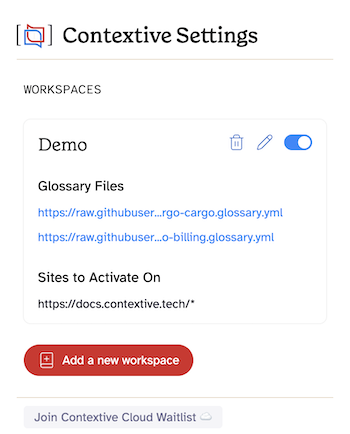 Contextive Settings
WORKSPACES
Demo
Glossary Files
https://raw.githubuser...rgo-cargo.glossary.yml
https://raw.githubuser...o-billing.glossary.yml
Sites to Activate On
https://docs.contextive.tech/*
Add a new workspace
Join Contextive Cloud Waitlist